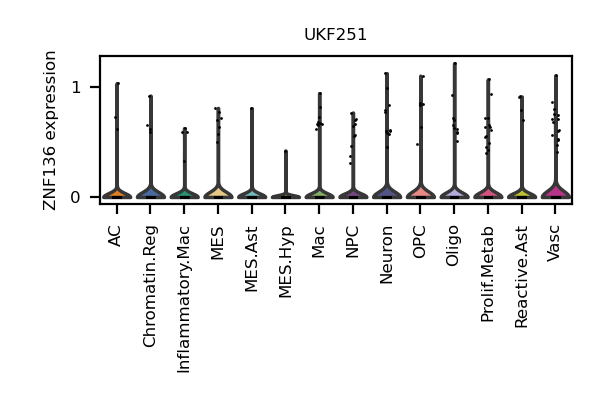 UKF251
ZNF136 expression
1
0
AC
Chromatin.Reg
Inflammatory.Mac
MES
MES.Ast
MES.Hyp
Mac
NPC
Neuron
OPC
Oligo
Prolif.Metab
Reactive.Ast
Vasc